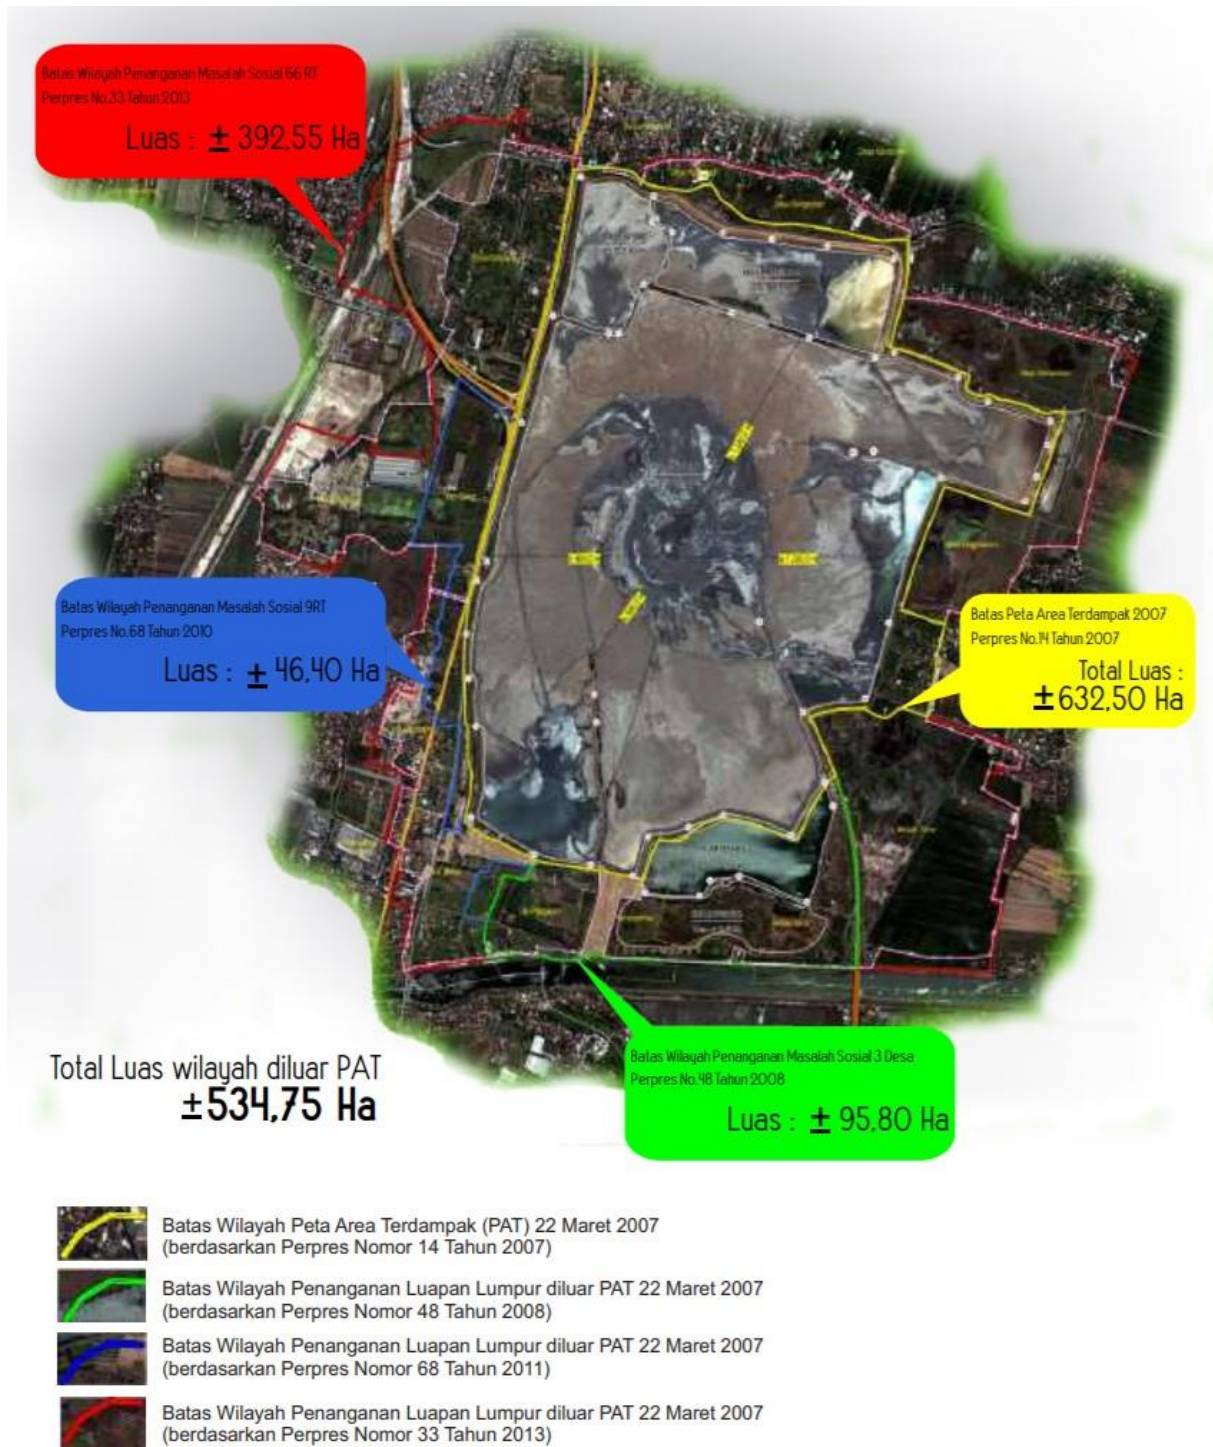 Batas Wilayah Penanganan Masalah Sosial 66 RT
Perpres No.33 Tahun 2013
Luas : ± 392,55 Ha
Batas Wilayah Penanganan Masalah Sosial 9RT
Perpres No.68 Tahun 2010
Luas : ± 46,40 Ha
Batas Peta Area Terdampak 2007
Perpres No.14 Tahun 2007
Total Luas :
±632,50 Ha
Batas Wilayah Penanganan Masalah Sosial 3 Desa
Perpres No.48 Tahun 2008
Luas : ± 95,80 Ha
Total Luas wilayah diluar PAT
±534,75 Ha
Batas Wilayah Peta Area Terdampak (PAT) 22 Maret 2007
(berdasarkan Perpres Nomor 14 Tahun 2007)
Batas Wilayah Penanganan Luapan Lumpur diluar PAT 22 Maret 2007
(berdasarkan Perpres Nomor 48 Tahun 2008)
Batas Wilayah Penanganan Luapan Lumpur diluar PAT 22 Maret 2007
(berdasarkan Perpres Nomor 68 Tahun 2011)
Batas Wilayah Penanganan Luapan Lumpur diluar PAT 22 Maret 2007
(berdasarkan Perpres Nomor 33 Tahun 2013)